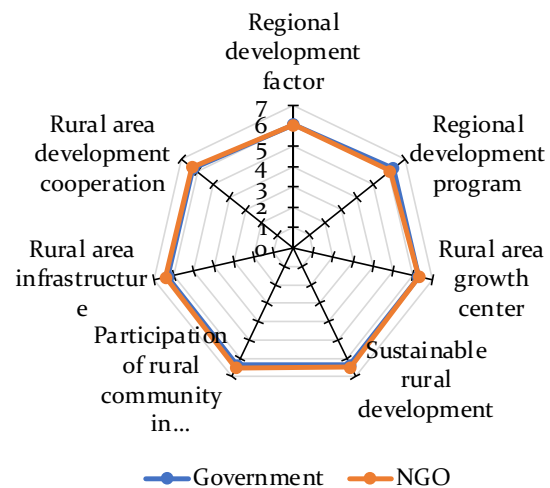 Regional
development
factor
7
6
5
4
3
2
1
0
Regional
development
program
Rural area
growth
center
Sustainable
rural
development
Participation
of rural
community
in...
Rural area
infrastructur
e
Rural area
development
cooperation
Government
NGO